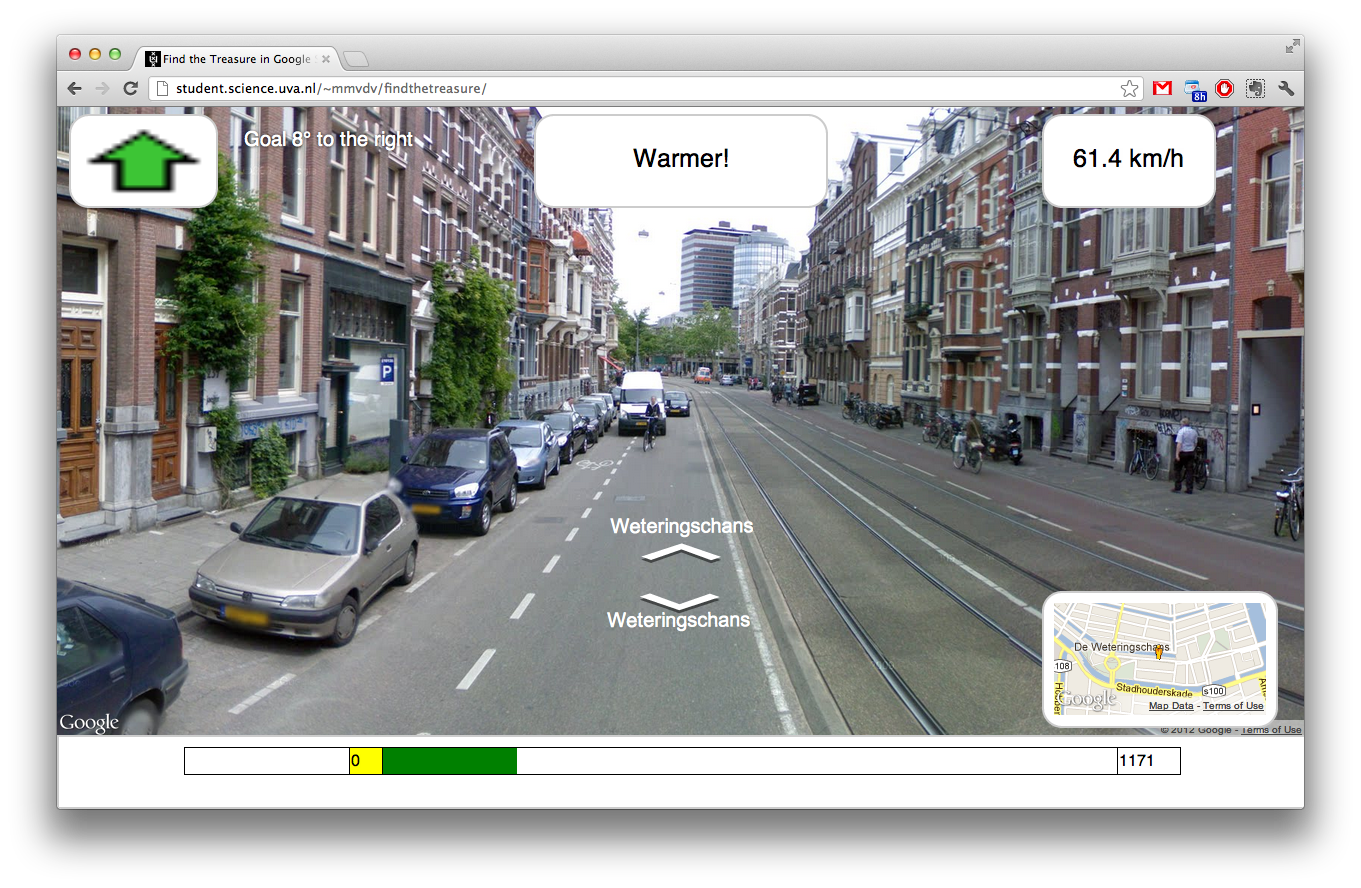 Find the Treasure in Google
student.science.uva.nl/~mmvdv/findthetreasure/
8h
Goal 8° to the right
Warmer!
61.4 km/h
P
Weteringschans
Weteringschans
De Weteringschans
108
Stadhouderskade
s100
Google
Map Data - Terms of Use
Google
© 2012 Google - Terms of Use
0
1171